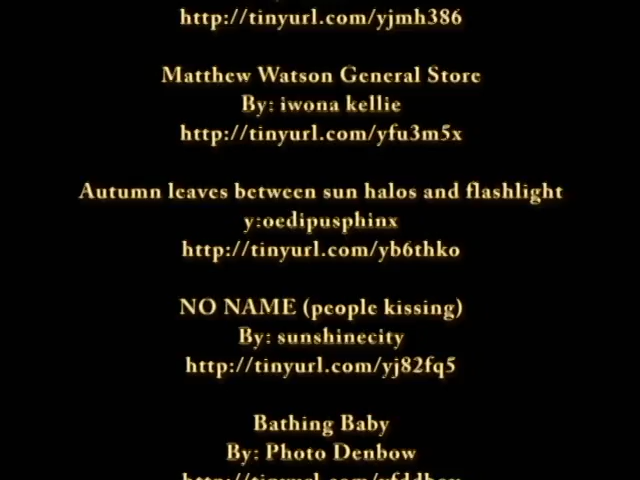 http://tinyurl.com/yjmh386
Matthew Watson General Store
By: iwona kellie
http://tinyurl.com/yfu3m5x
Autumn leaves between sun halos and flashlight
y:oedipusphinx
http://tinyurl.com/yb6thko
NO NAME (people kissing)
By: sunshinecity
http://tinyurl.com/yj82fq5
Bathing Baby
By: Photo Denbow